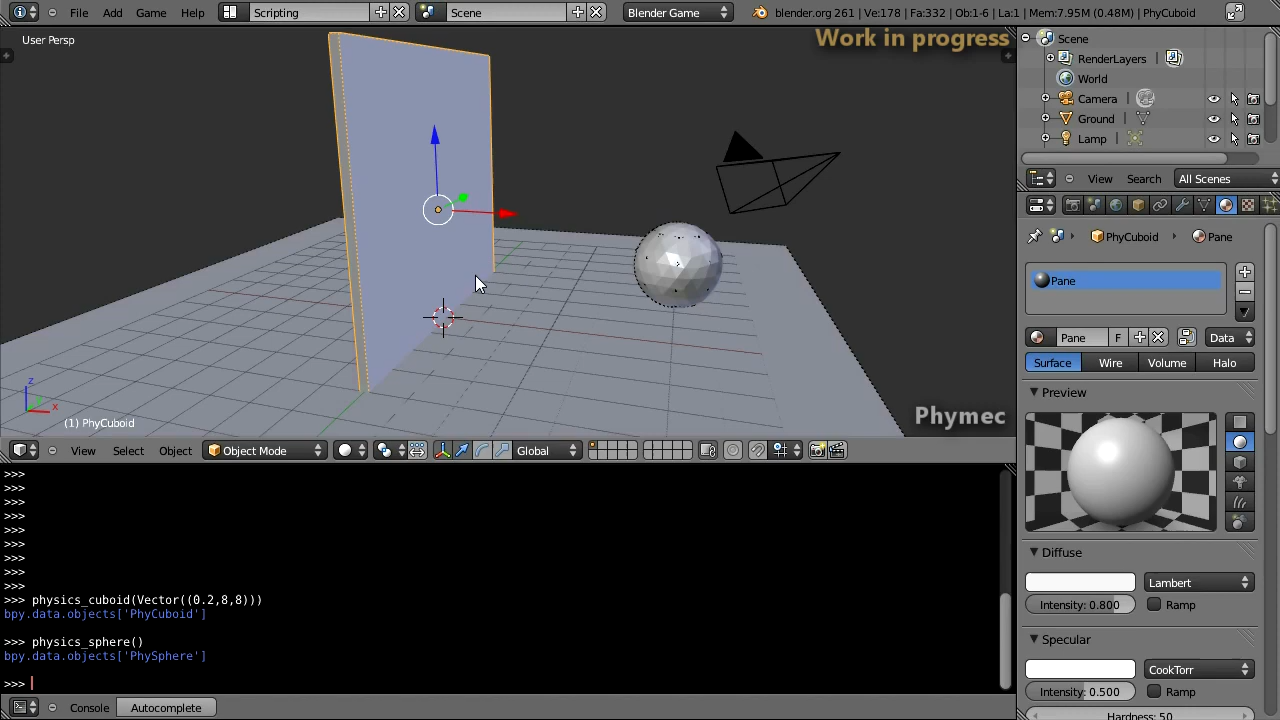 File Add Game Help Scripting Scene Blender Game blender.org 261 | Ve:178 | Fa:332 | Ob:1-6 | La:1 | Mem:7.95M (0.48M) | PhyCuboid
User Persp
Work in progress
z
x
(1) PhyCuboid
Phymec
View Select Object Object Mode Global
>>>
>>>
>>>
>>>
>>>
>>>
>>>
>>>
>>>
>>> physics_cuboid(Vector((0.2,8,8)))
bpy.data.objects['PhyCuboid']
>>> physics_sphere()
bpy.data.objects['PhySphere']
>>>
Console Autocomplete
Scene
RenderLayers
World
Camera
Ground
Lamp
View Search All Scenes
PhyCuboid Pane
Pane
Pane F Data
Surface Wire Volume Halo
Preview
Diffuse
Lambert
Intensity: 0.800 Ramp
Specular
CookTorr
Intensity: 0.500 Ramp
Hardness: 50